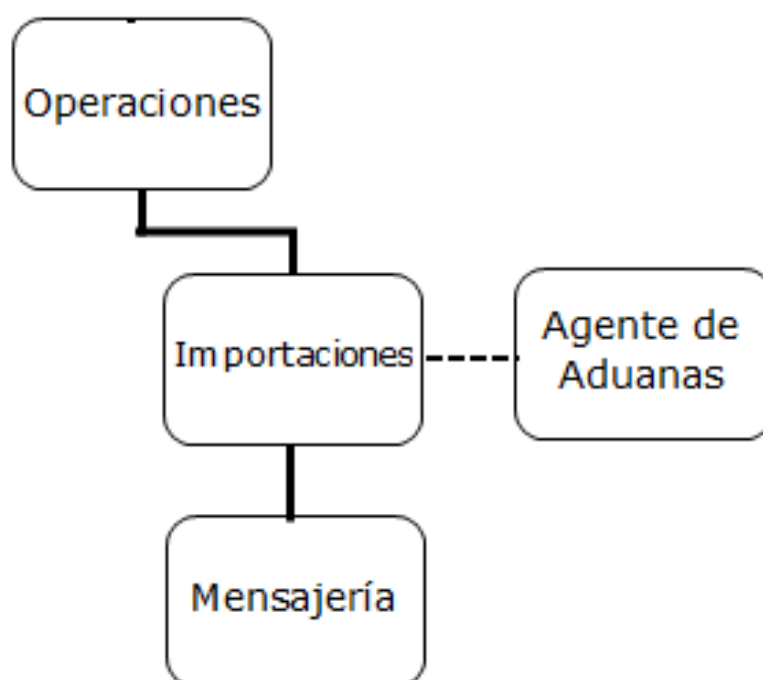 Operaciones
Importaciones
Agente de
Aduanas
Mensajería